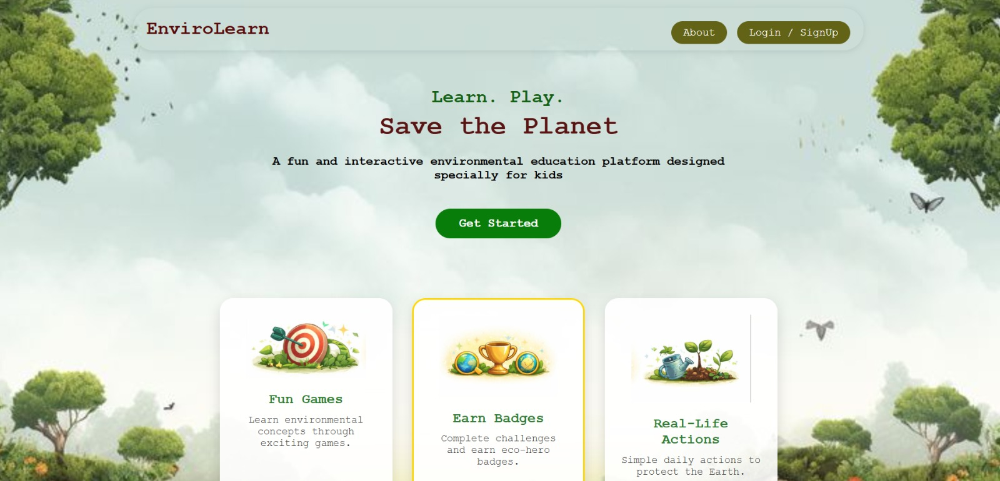 EnviroLearn
About
Login / SignUp
Learn. Play.
Save the Planet
A fun and interactive environmental education platform designed
specially for kids
Get Started
Fun Games
Learn environmental
concepts through
exciting games.
Earn Badges
Complete challenges
and earn eco-hero
badges.
Real-Life
Actions
Simple daily actions to
protect the Earth.